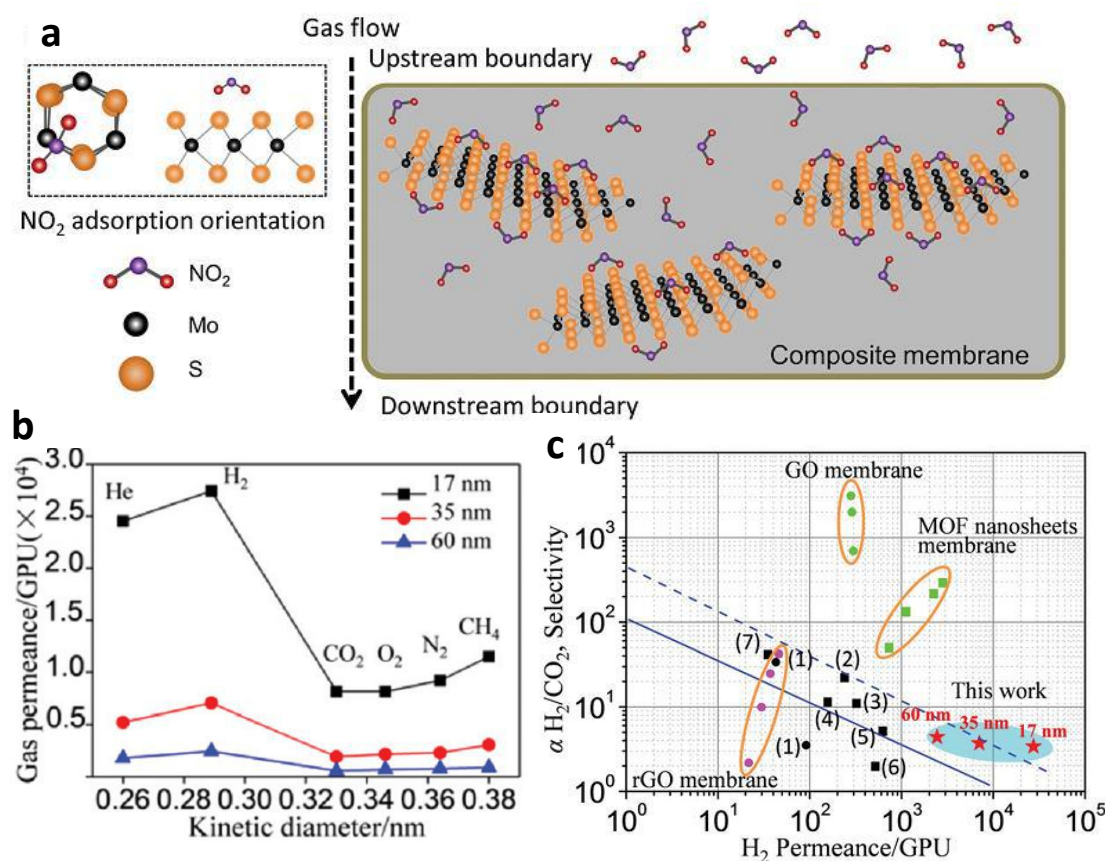 a
Gas flow
Upstream boundary
NO₂ adsorption orientation
NO₂
Mo
S
Composite membrane
Downstream boundary
b
Gas permeance/GPU(×10⁴)
3.0
2.5
2.0
1.5
1.0
0.5
He
H₂
CO₂
O₂
N₂
CH₄
17 nm
35 nm
60 nm
0.26 0.28 0.30 0.32 0.34 0.36 0.38
Kinetic diameter/nm
c
α H₂/CO₂, Selectivity
10⁴
10³
10²
10¹
10⁰
GO membrane
MOF nanosheets
membrane
(7)
(1)
(2)
(3)
(4)
(5)
(1)
(6)
This work
60 nm
35 nm
17 nm
rGO membrane
10⁰ 10¹ 10² 10³ 10⁴ 10⁵
H₂ Permeance/GPU